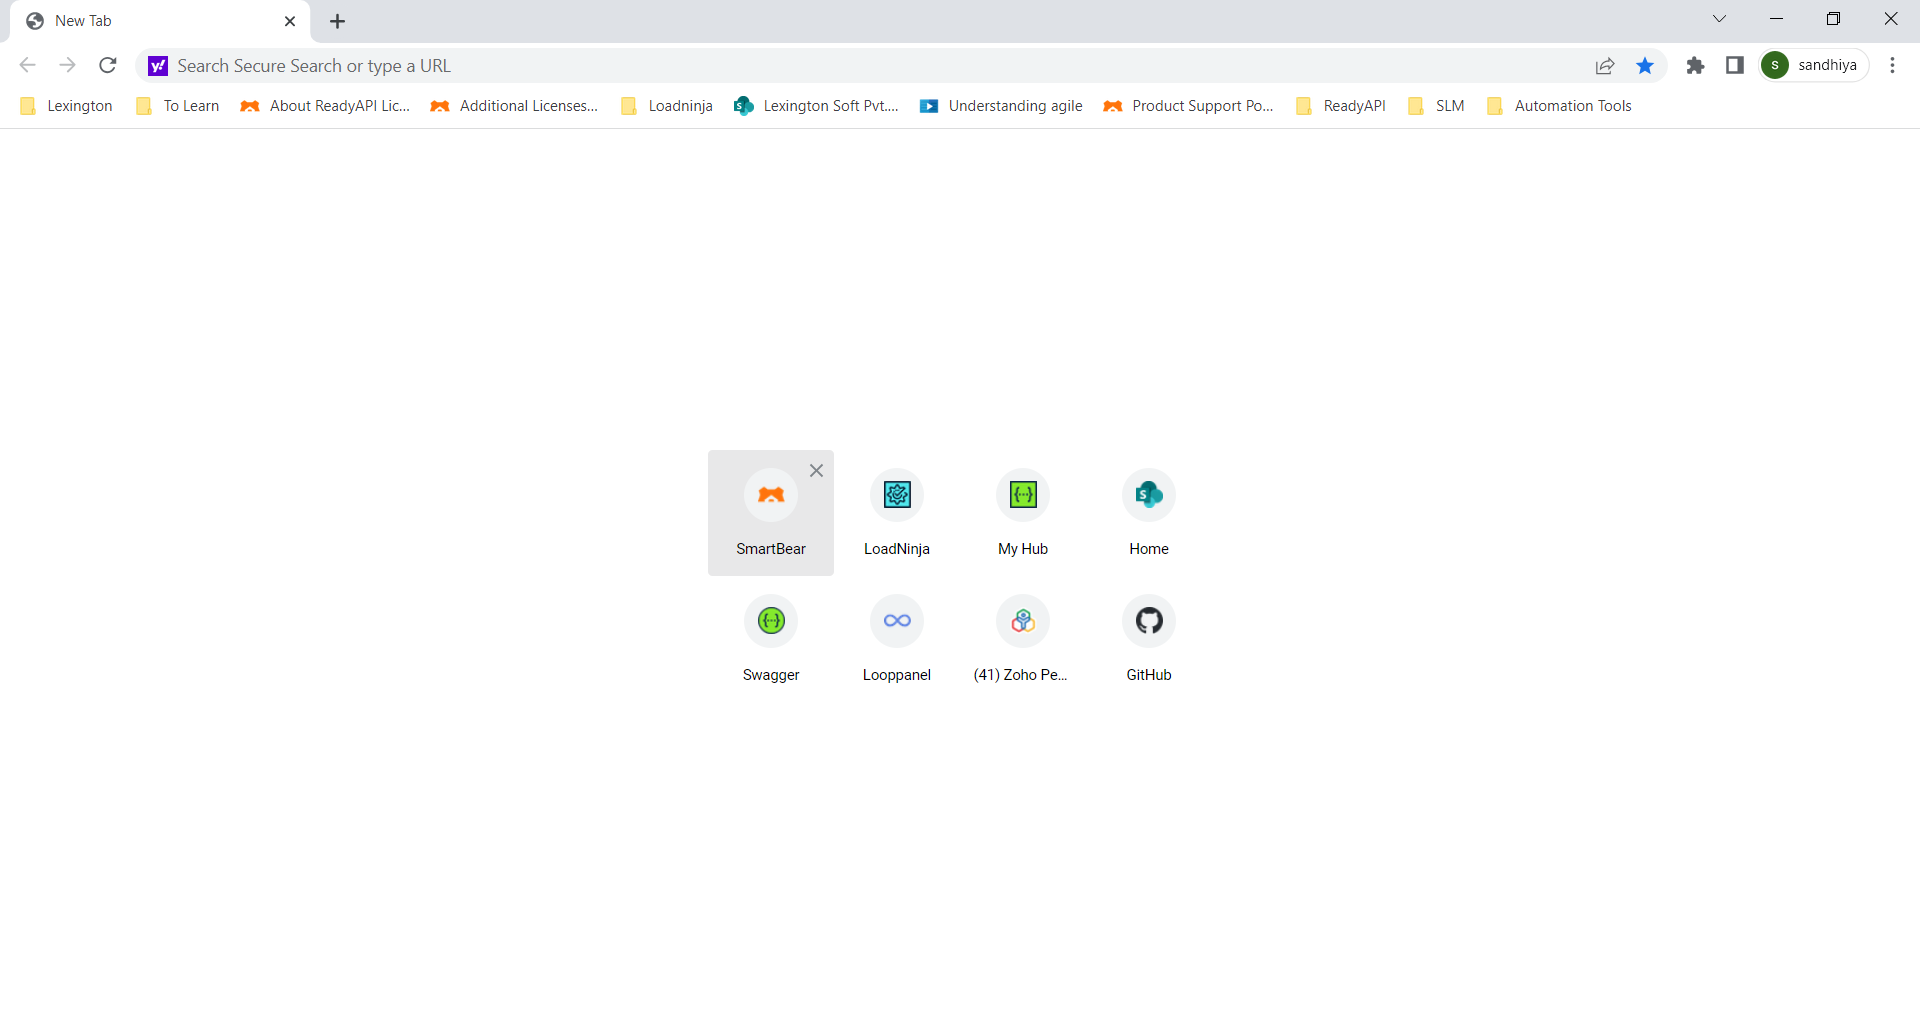 New Tab
Search Secure Search or type a URL
S sandhiya
Lexington To Learn About ReadyAPI Lic... Additional Licenses... Loadninja Lexington Soft Pvt.... Understanding agile Product Support Po... ReadyAPI SLM Automation Tools
SmartBear LoadNinja My Hub Home
Swagger Looppanel (41) Zoho Pe... GitHub